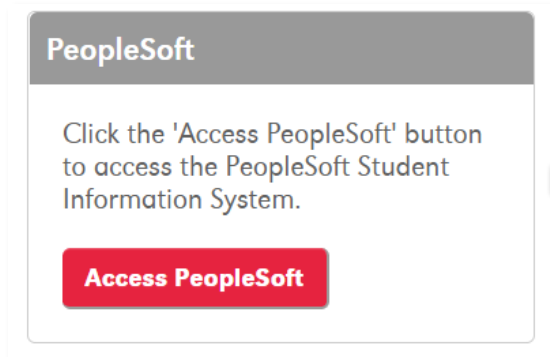 PeopleSoft
Click the 'Access PeopleSoft' button
to access the PeopleSoft Student
Information System.
Access PeopleSoft